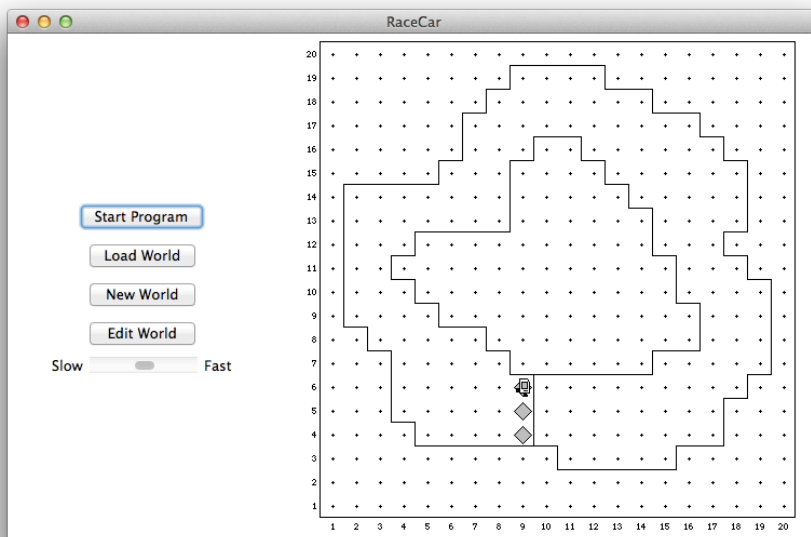 RaceCar
Start Program
Load World
New World
Edit World
Slow Fast
20
19
18
17
16
15
14
13
12
11
10
9
8
7
6
5
4
3
2
1
1 2 3 4 5 6 7 8 9 10 11 12 13 14 15 16 17 18 19 20